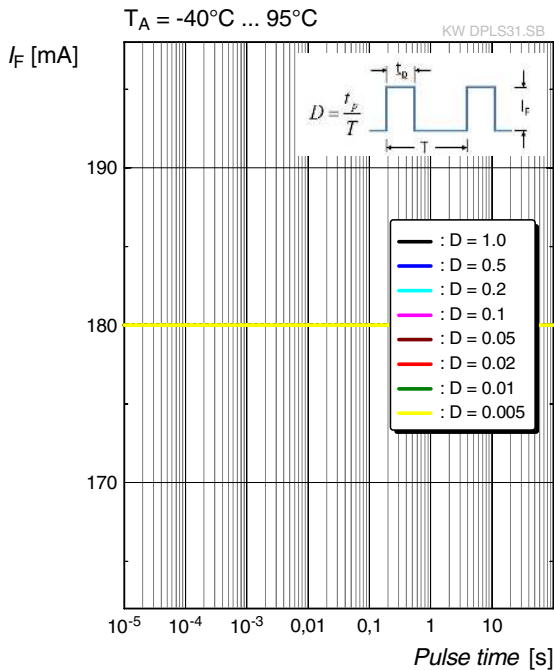 T_A = -40°C ... 95°C
KW DPLS31.SB
I_F [mA]
t_p
D = t_p / T
I_F
T
190
: D = 1.0
: D = 0.5
: D = 0.2
: D = 0.1
: D = 0.05
: D = 0.02
: D = 0.01
: D = 0.005
180
170
10⁻⁵ 10⁻⁴ 10⁻³ 0,01 0,1 1 10
Pulse time [s]